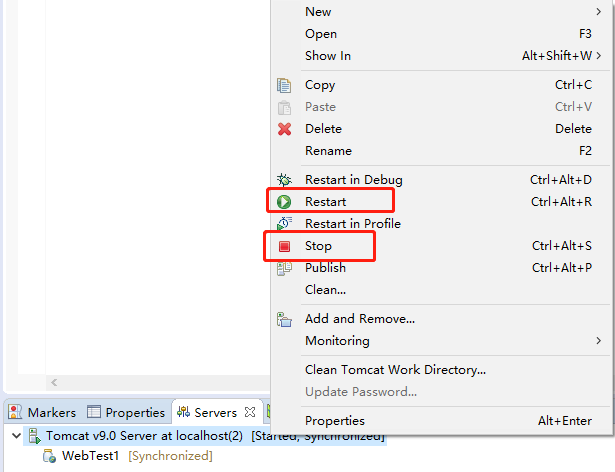 New
Open F3
Show In Alt+Shift+W
Copy Ctrl+C
Paste Ctrl+V
Delete Delete
Rename F2
Restart in Debug Ctrl+Alt+D
Restart Ctrl+Alt+R
Restart in Profile
Stop Ctrl+Alt+S
Publish Ctrl+Alt+P
Clean...
Add and Remove...
Monitoring
Clean Tomcat Work Directory...
Update Password...
Properties Alt+Enter
Markers Properties Servers
Tomcat v9.0 Server at localhost(2) [Started, Synchronized]
WebTest1 [Synchronized]